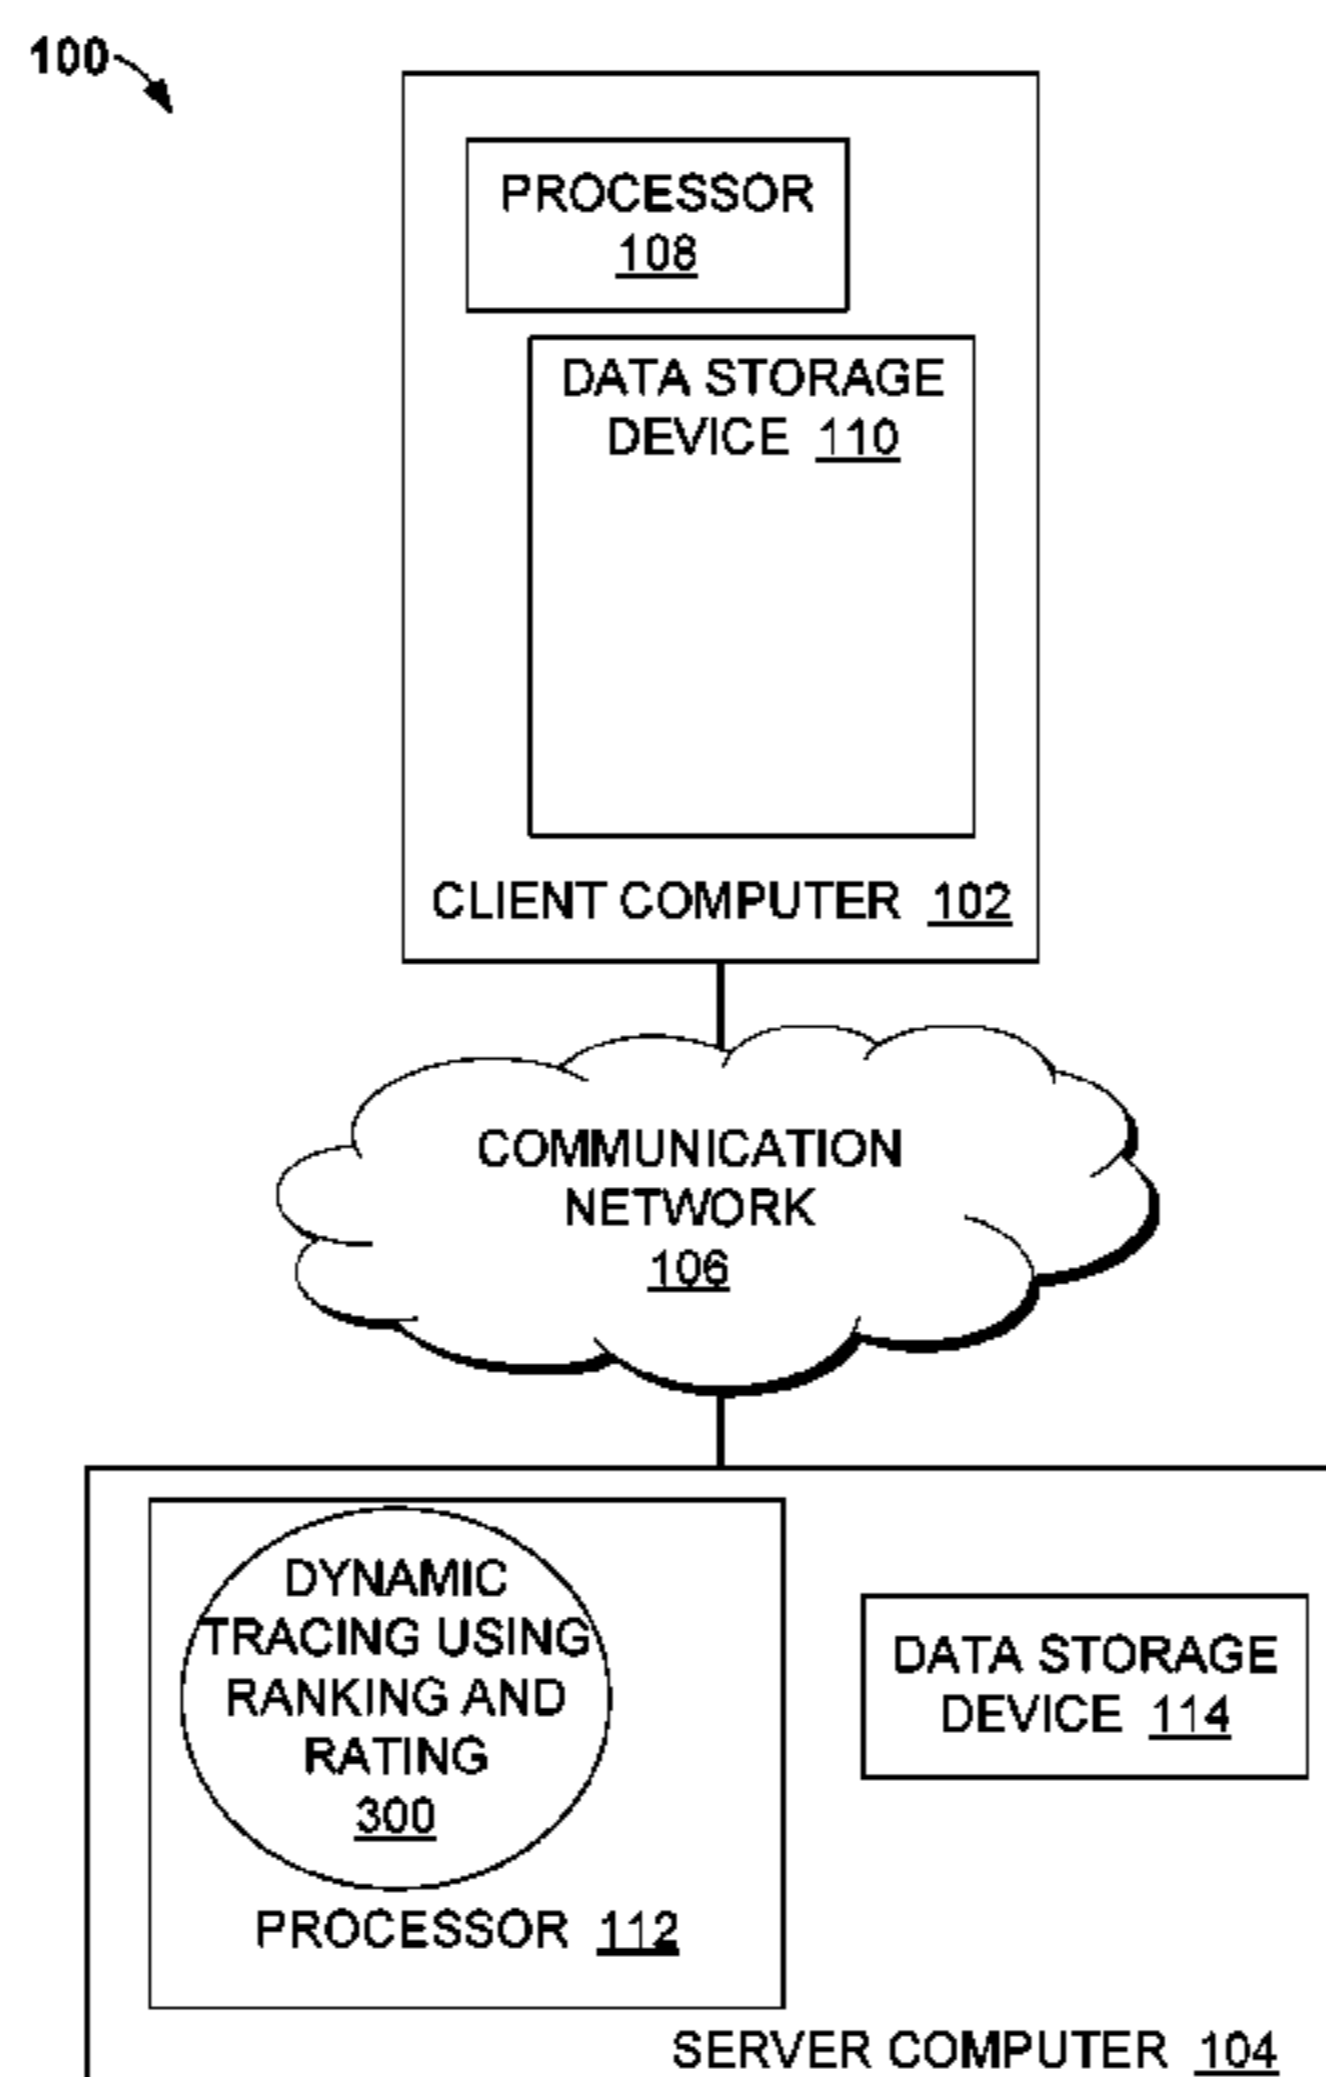 100
PROCESSOR
108
DATA STORAGE
DEVICE 110
CLIENT COMPUTER 102
COMMUNICATION
NETWORK
106
DYNAMIC
TRACING USING
RANKING AND
RATING
300
PROCESSOR 112
DATA STORAGE
DEVICE 114
SERVER COMPUTER 104